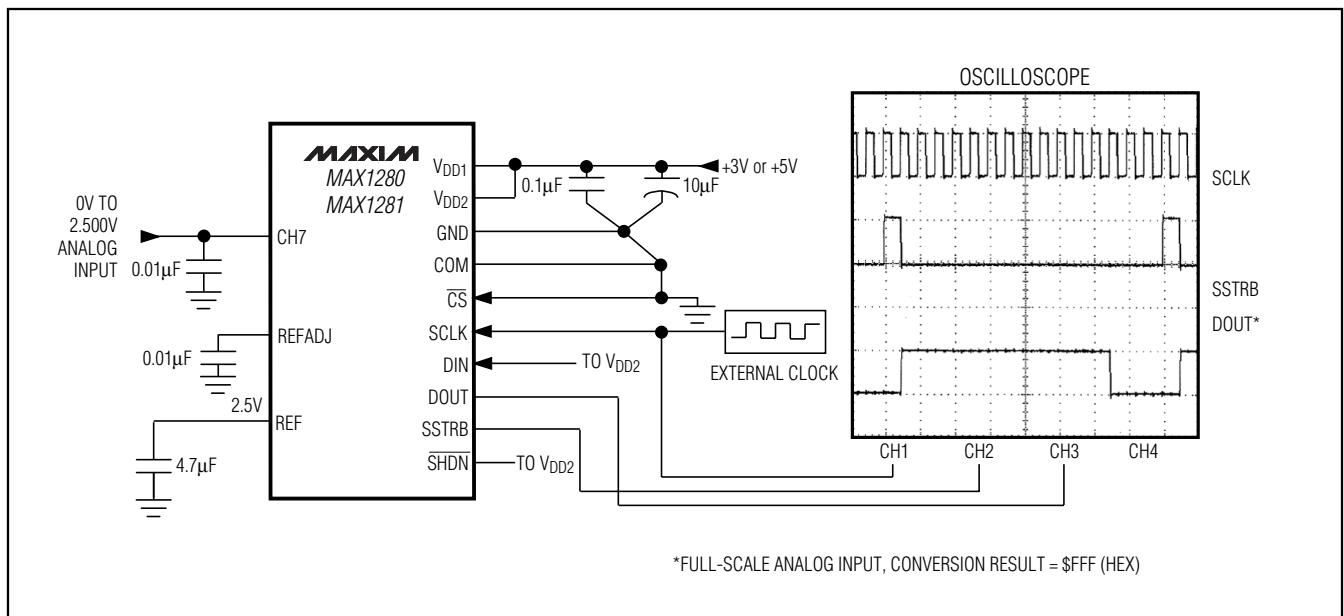 OSCILLOSCOPE
MAXIM
MAX1280
MAX1281
VDD1
VDD2
GND
COM
CS
SCLK
DIN
DOUT
SSTRB
SHDN
CH7
REFADJ
REF
0V TO
2.500V
ANALOG
INPUT
0.01µF
0.01µF
2.5V
4.7µF
0.1µF
10µF
+3V or +5V
EXTERNAL CLOCK
TO VDD2
TO VDD2
SCLK
SSTRB
DOUT*
CH1
CH2
CH3
CH4
*FULL-SCALE ANALOG INPUT, CONVERSION RESULT = $FFF (HEX)